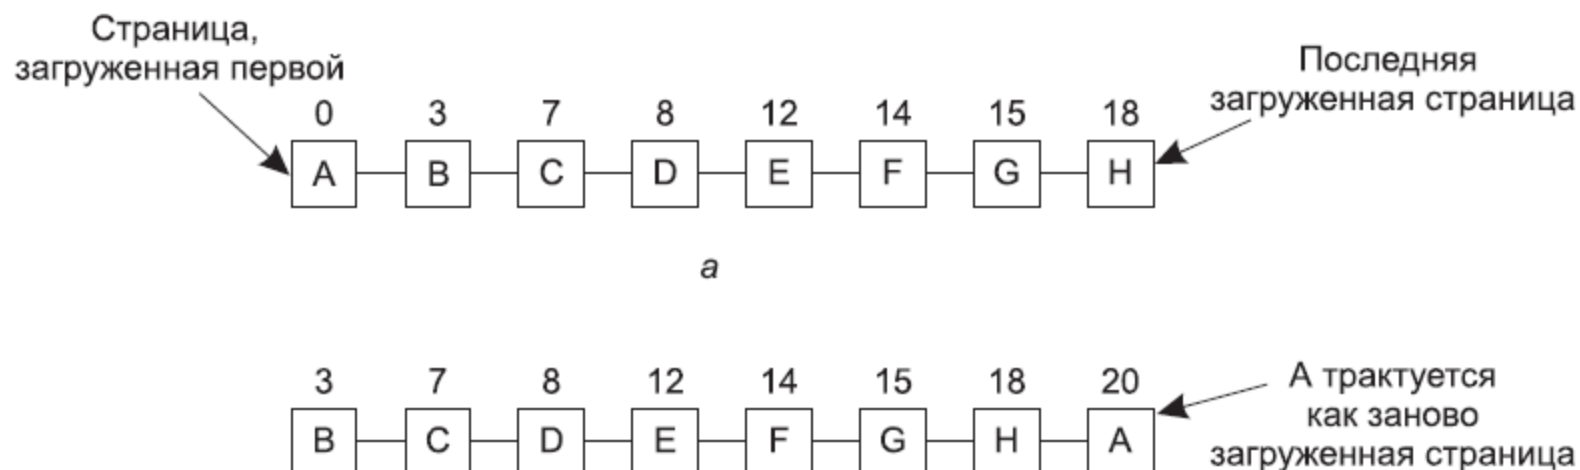 Страница,
загруженная первой
Последняя
загруженная страница
0 3 7 8 12 14 15 18
A B C D E F G H
а
3 7 8 12 14 15 18 20
B C D E F G H A
А трактуется
как заново
загруженная страница